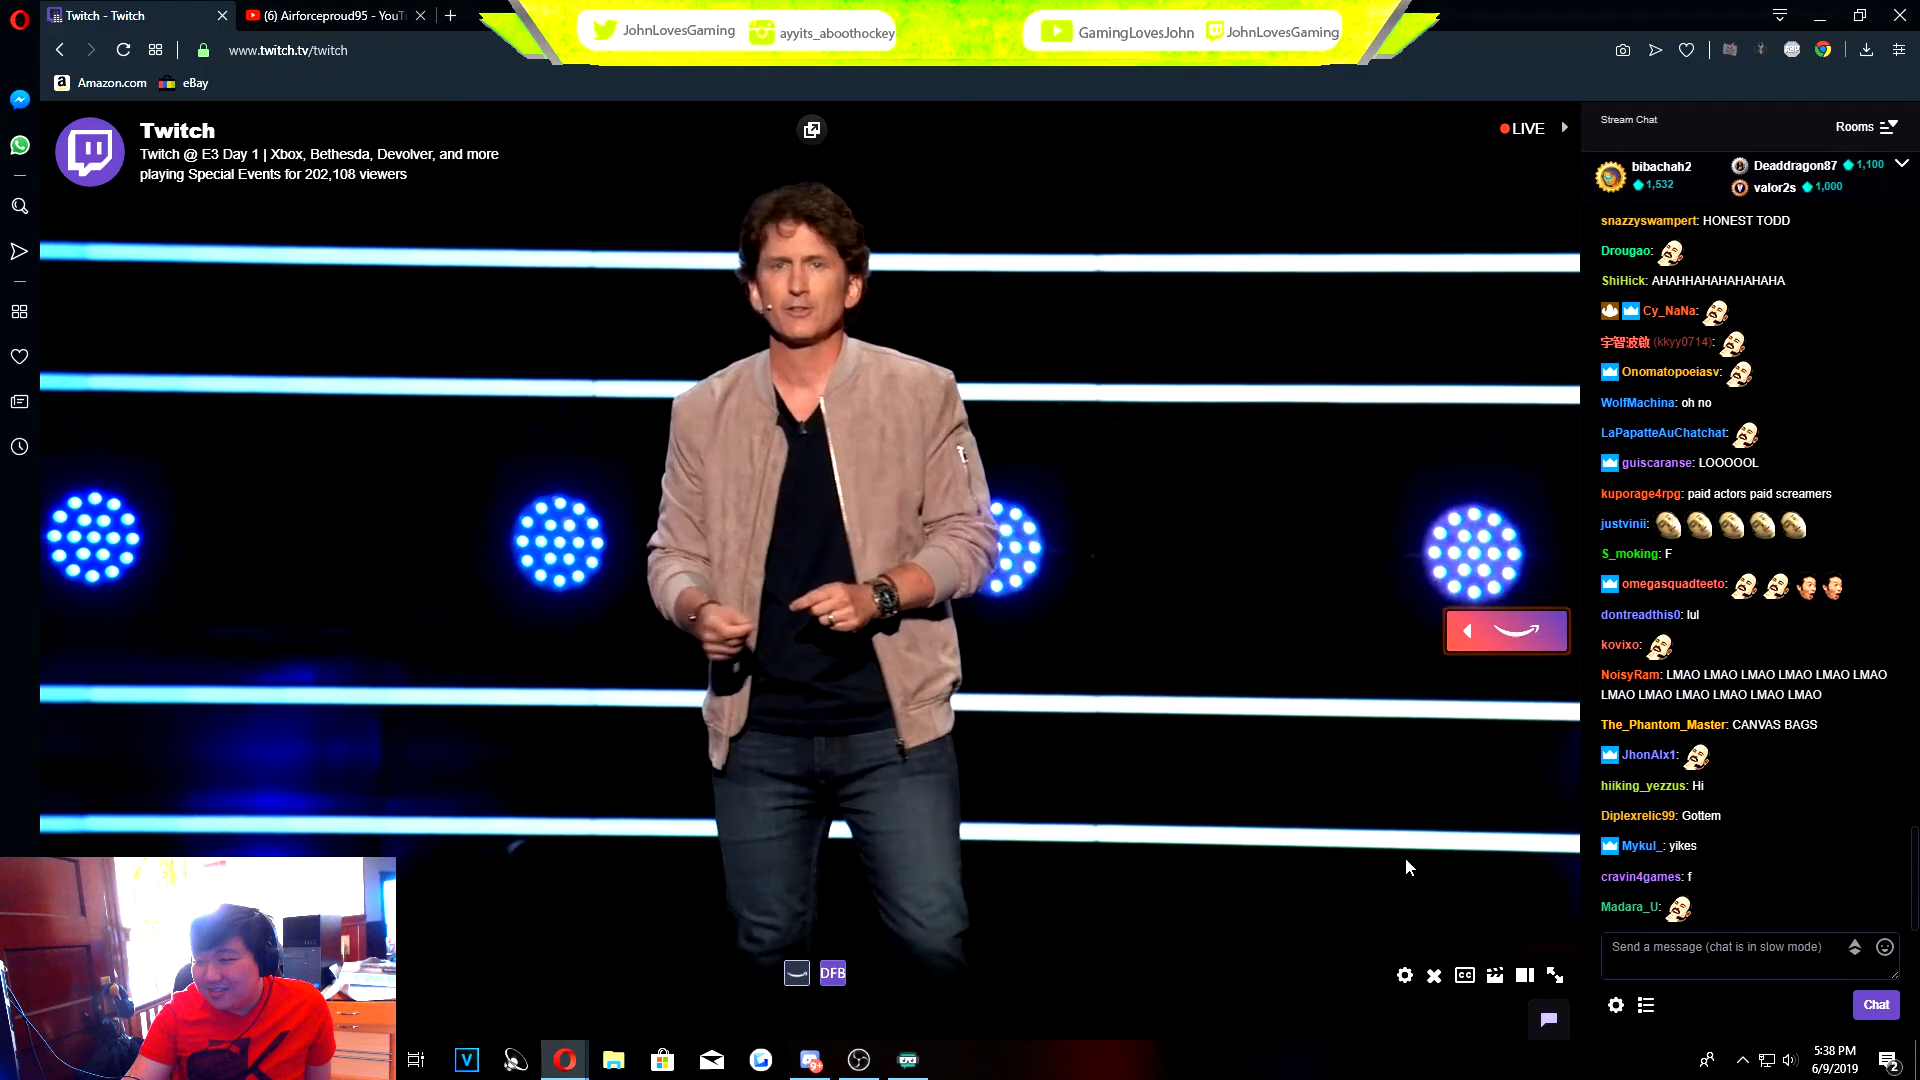 Twitch - Twitch
(6) Airforceproud95 - YouT
JohnLovesGaming
ayyits_aboothockey
GamingLovesJohn
JohnLovesGaming
www.twitch.tv/twitch
ABP
a Amazon.com
eBay
Twitch
Twitch @ E3 Day 1 | Xbox, Bethesda, Devolver, and more
playing Special Events for 202,108 viewers
LIVE
Stream Chat
Rooms
bibachah2
1,532
Deaddragon87 1,100
valor2s 1,000
snazzyswampert: HONEST TODD
Drougao:
ShiHick: AHAHHAHAHAHAHAHA
Cy_NaNa:
宇智波啟 (kkyy0714):
Onomatopoeiasv:
WolfMachina: oh no
LaPapatteAuChatchat:
guiscaranse: LOOOOOL
kuporage4rpg: paid actors paid screamers
justvinii:
S_moking: F
omegasquadteeto:
dontreadthis0: lul
kovixo:
NoisyRam: LMAO LMAO LMAO LMAO LMAO LMAO
LMAO LMAO LMAO LMAO LMAO LMAO
The_Phantom_Master: CANVAS BAGS
JhonAlx1:
hiiking_yezzus: Hi
Diplexrelic99: Gottem
Mykul_: yikes
cravin4games: f
Madara_U:
Send a message (chat is in slow mode)
Chat
DFB
CC
V
9+
5:38 PM
6/9/2019
2